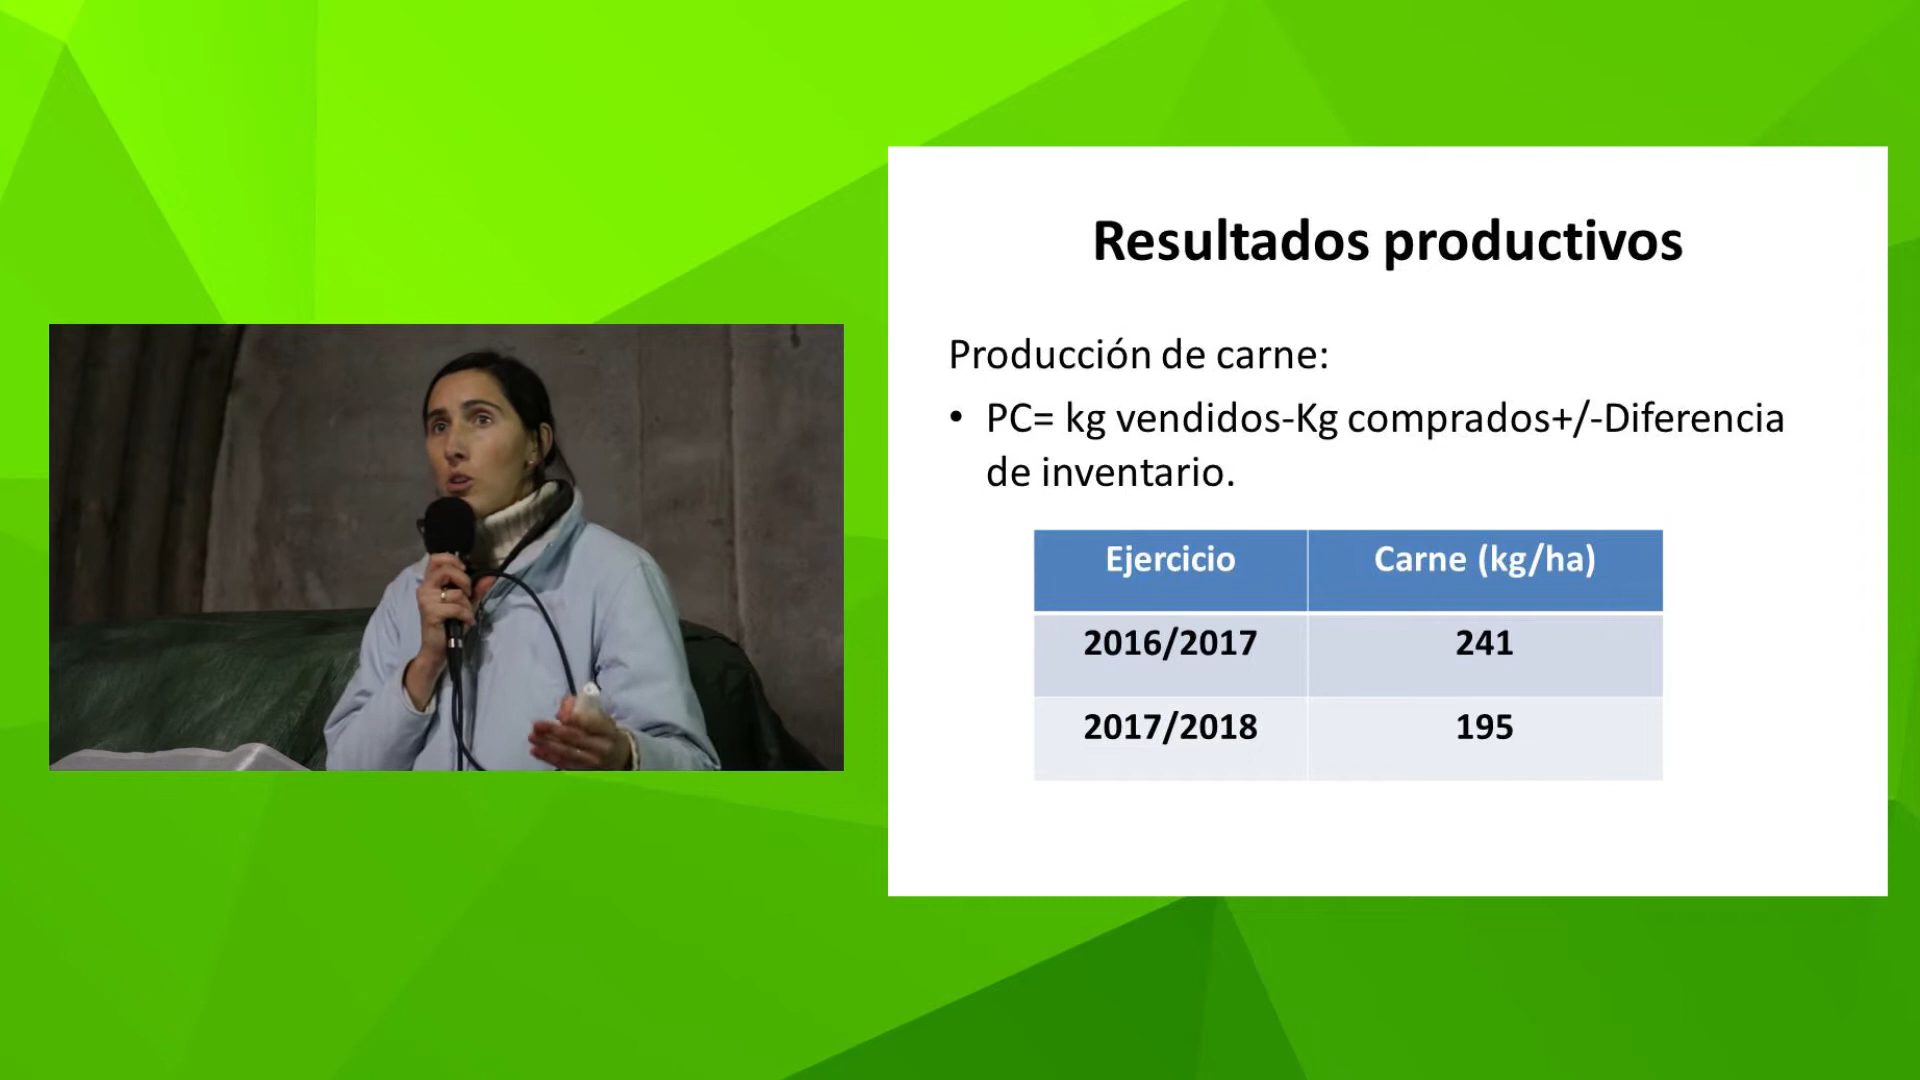 Resultados productivos
Producción de carne:
• PC= kg vendidos-Kg comprados+/-Diferencia
de inventario.
Ejercicio Carne (kg/ha)
2016/2017 241
2017/2018 195